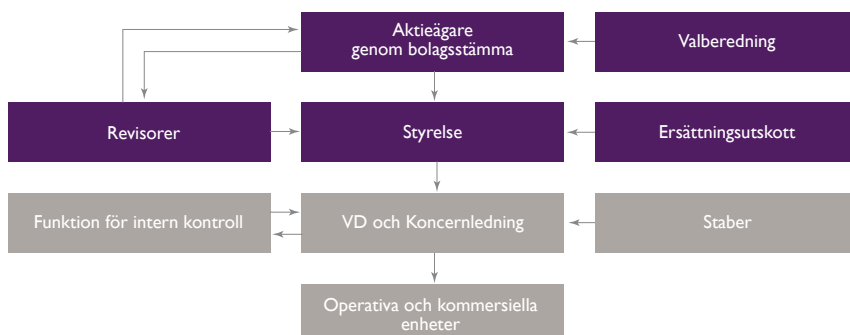 Aktieägare
genom bolagsstämma
Valberedning
Revisorer
Styrelse
Ersättningsutskott
Funktion för intern kontroll
VD och Koncernledning
Staber
Operativa och kommersiella
enheter